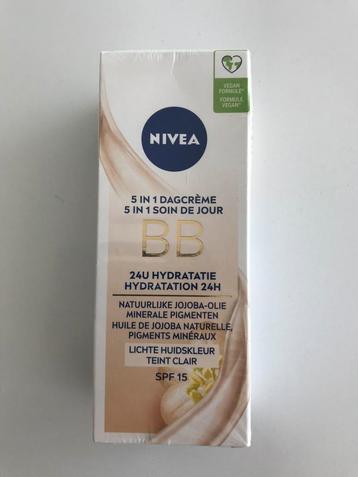 VEGAN
FORMULE*
FORMULE
VEGAN*
NIVEA
5 IN 1 DAGCRÈME
5 IN 1 SOIN DE JOUR
BB
24U HYDRATATIE
HYDRATATION 24H
NATUURLIJKE JOJOBA-OLIE
MINERALE PIGMENTEN
HUILE DE JOJOBA NATURELLE,
PIGMENTS MINÉRAUX
LICHTE HUIDSKLEUR
TEINT CLAIR
SPF 15